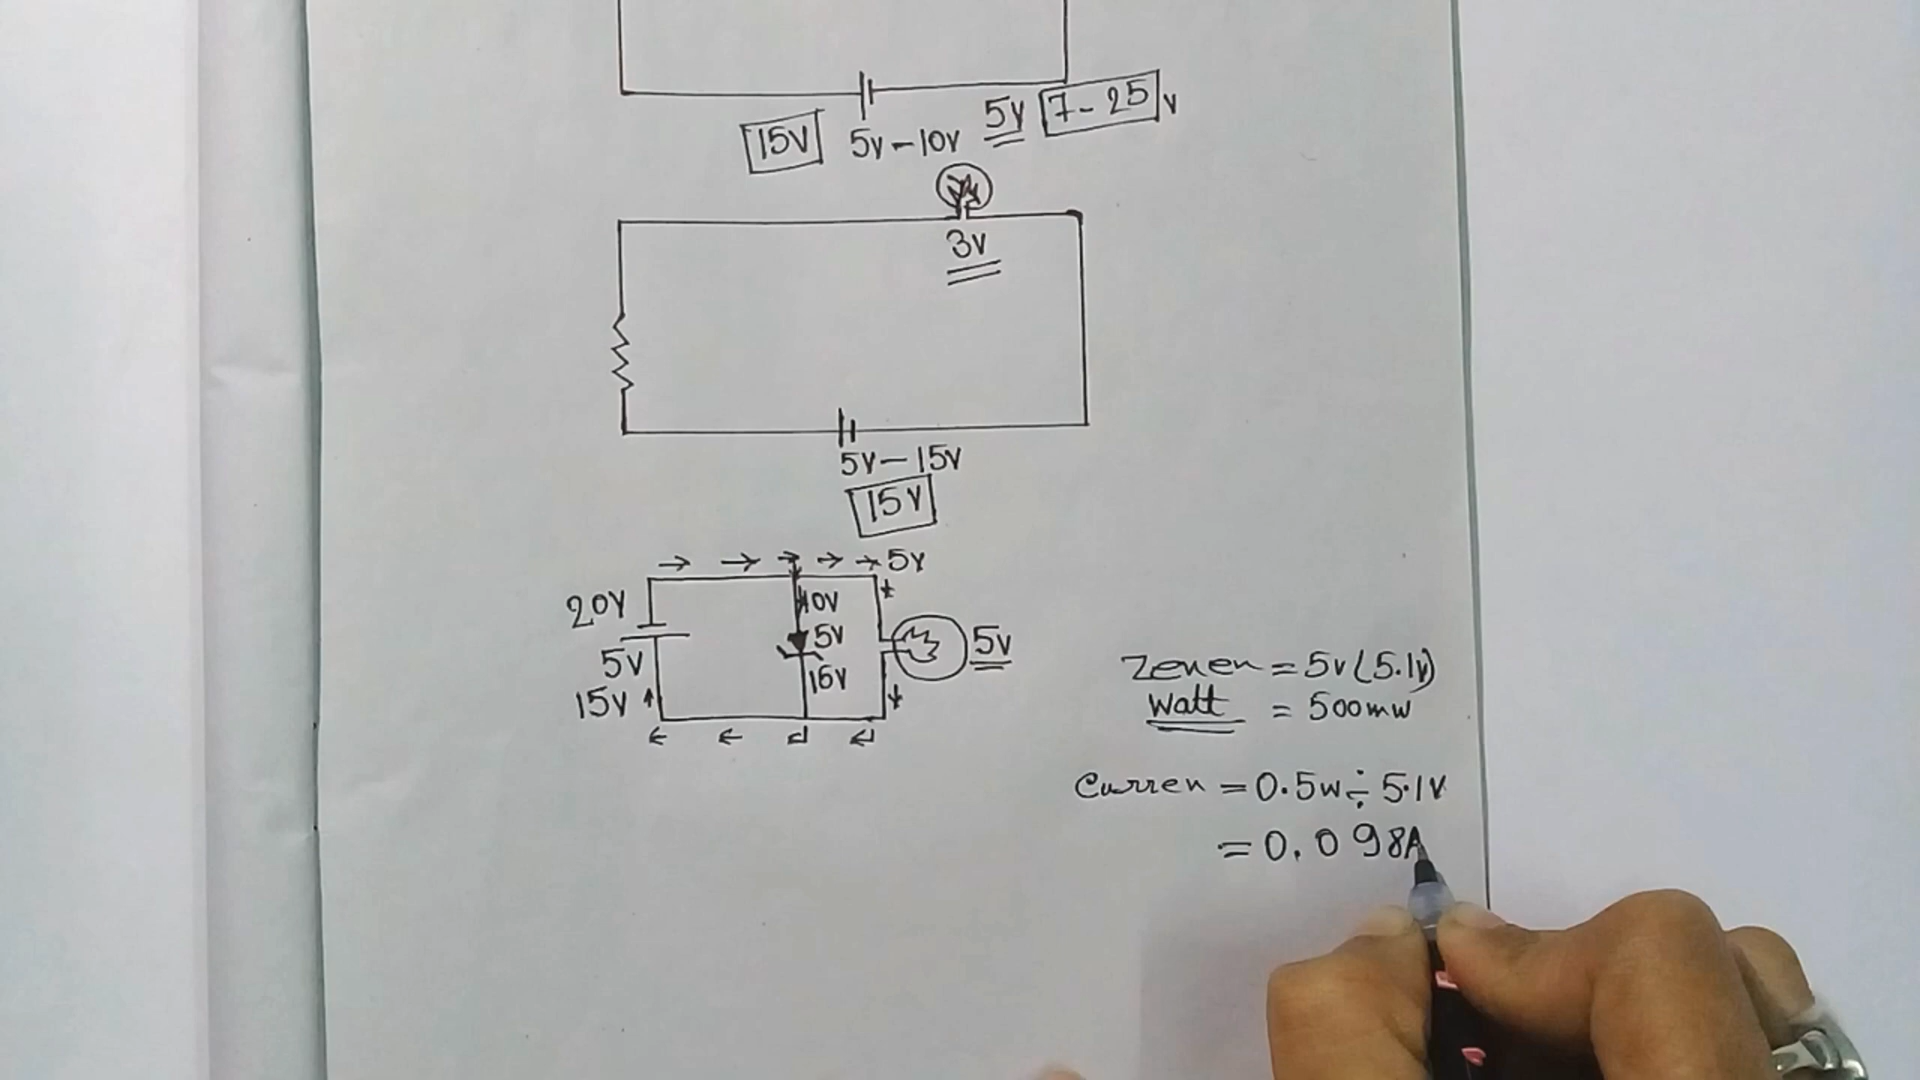 15V 5V-10V 5V 7-25 V
3V
5V-15V
15V
5V
20V 10V
5V 5V 5V
15V 15V
Zenen = 5V (5.1V)
Watt = 500mW
Curren = 0.5W ÷ 5.1V
= 0.098A